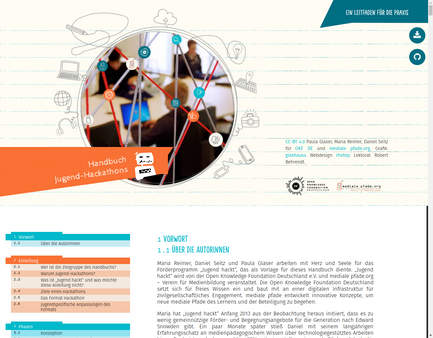 EIN LEITFADEN FÜR DIE PRAXIS
Handbuch
Jugend-Hackathons
CC BY 4.0 Paula Glaser, Maria Reimer, Daniel Seitz
für OKF DE und mediale pfade.org, Grafik:
Webdesign: Lektorat: Robert
Behrendt.
mediale pfade.org
1 Vorwort
1.1 Über die AutorInnen
2 Einleitung
2.1 Wer ist die Zielgruppe des Handbuchs?
2.2 Warum Jugend-Hackathons?
2.3 Was ist „Jugend hackt" und was möchte
diese Anleitung nicht?
2.4 Ziele eines Hackathons
2.5 Das Format Hackathon
2.6 Jugendspezifische Anpassungen des
Formats
3 Phasen
3.1 Konzeption
1 VORWORT
1.1 ÜBER DIE AUTORINNEN
Maria Reimer, Daniel Seitz und Paula Glaser arbeiten mit Herz und Seele für das
Förderprogramm „Jugend hackt", das als Vorlage für dieses Handbuch diente. „Jugend
hackt" wird von der Open Knowledge Foundation Deutschland e.V. und mediale pfade.org
– Verein für Medienbildung veranstaltet. Die Open Knowledge Foundation Deutschland
setzt sich für freies Wissen ein und baut mit an einer digitalen Infrastruktur für
zivilgesellschaftliches Engagement, mediale pfade entwickelt innovative Konzepte, um
neue mediale Pfade des Lernens und der Beteiligung zu begehen.
Maria hat „Jugend hackt" Anfang 2013 aus der Beobachtung heraus initiiert, dass es zu
wenig gemeinnützige Förder- und Begegnungsangebote für die Generation nach Edward
Snowden gibt. Ein paar Monate später stieß Daniel mit seinem langjährigen
Erfahrungsschatz an medienpädagogischem Wissen über technologiegestütztes Arbeiten